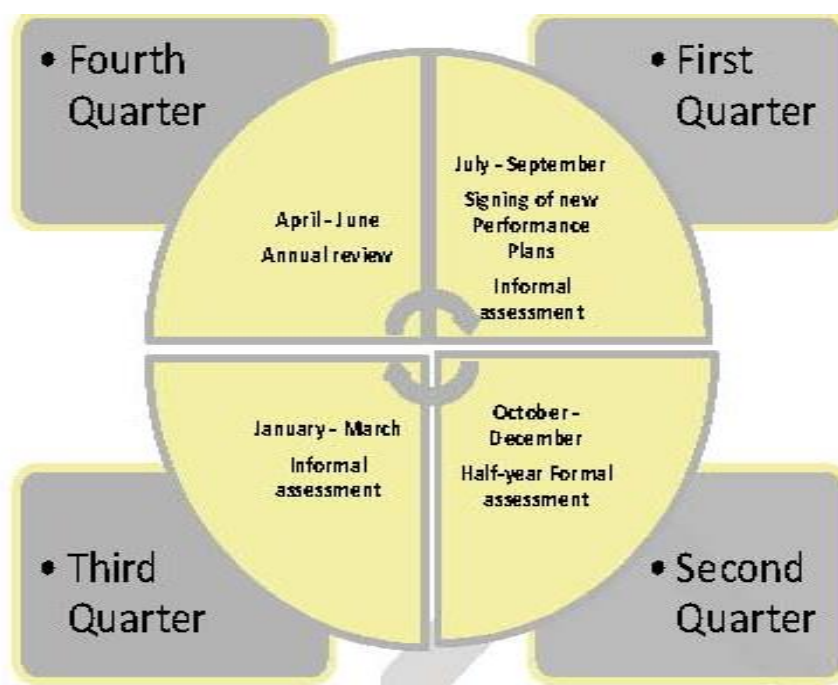 • Fourth
Quarter
• First
Quarter
April - June
Annual review
July - September
Signing of new
Performance
Plans
Informal
assessment
January - March
Informal
assessment
October -
December
Half-year Formal
assessment
• Third
Quarter
• Second
Quarter